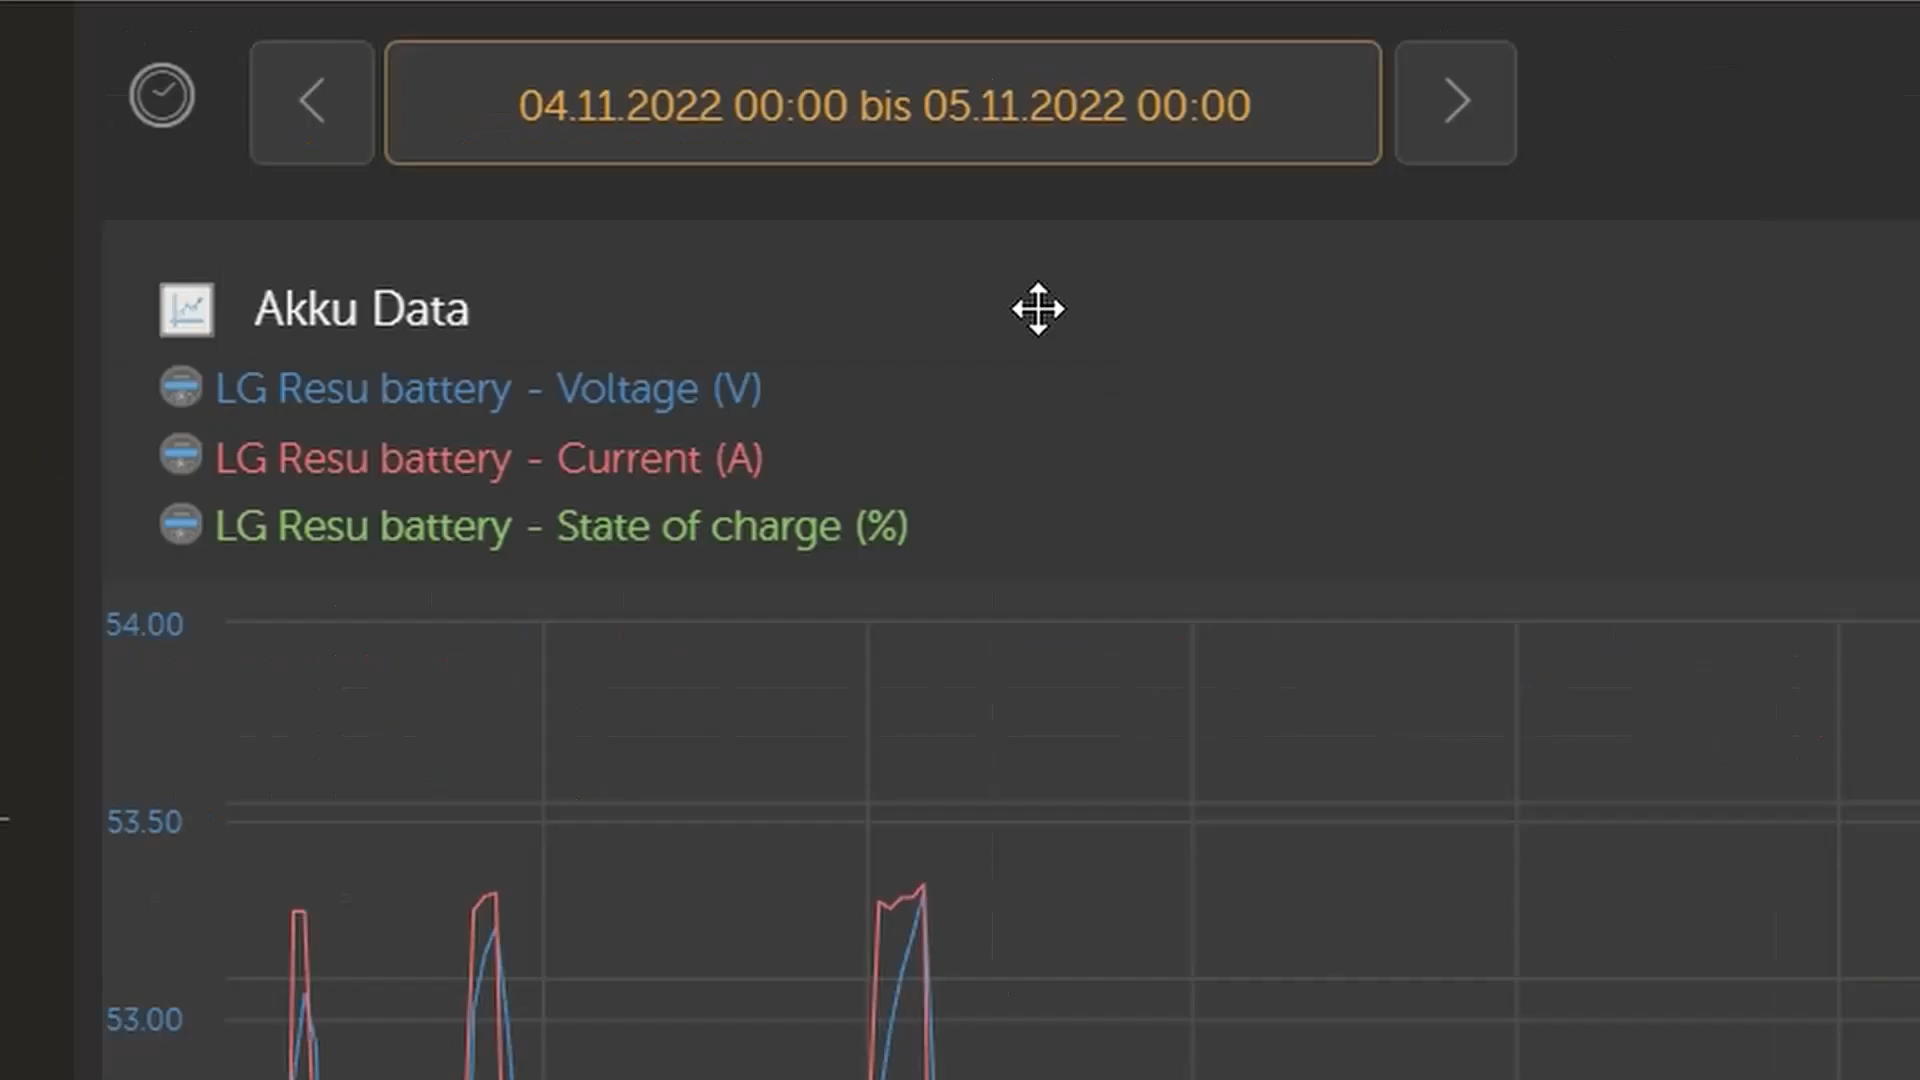 04.11.2022 00:00 bis 05.11.2022 00:00
Akku Data
LG Resu battery - Voltage (V)
LG Resu battery - Current (A)
LG Resu battery - State of charge (%)
54.00
53.50
53.00